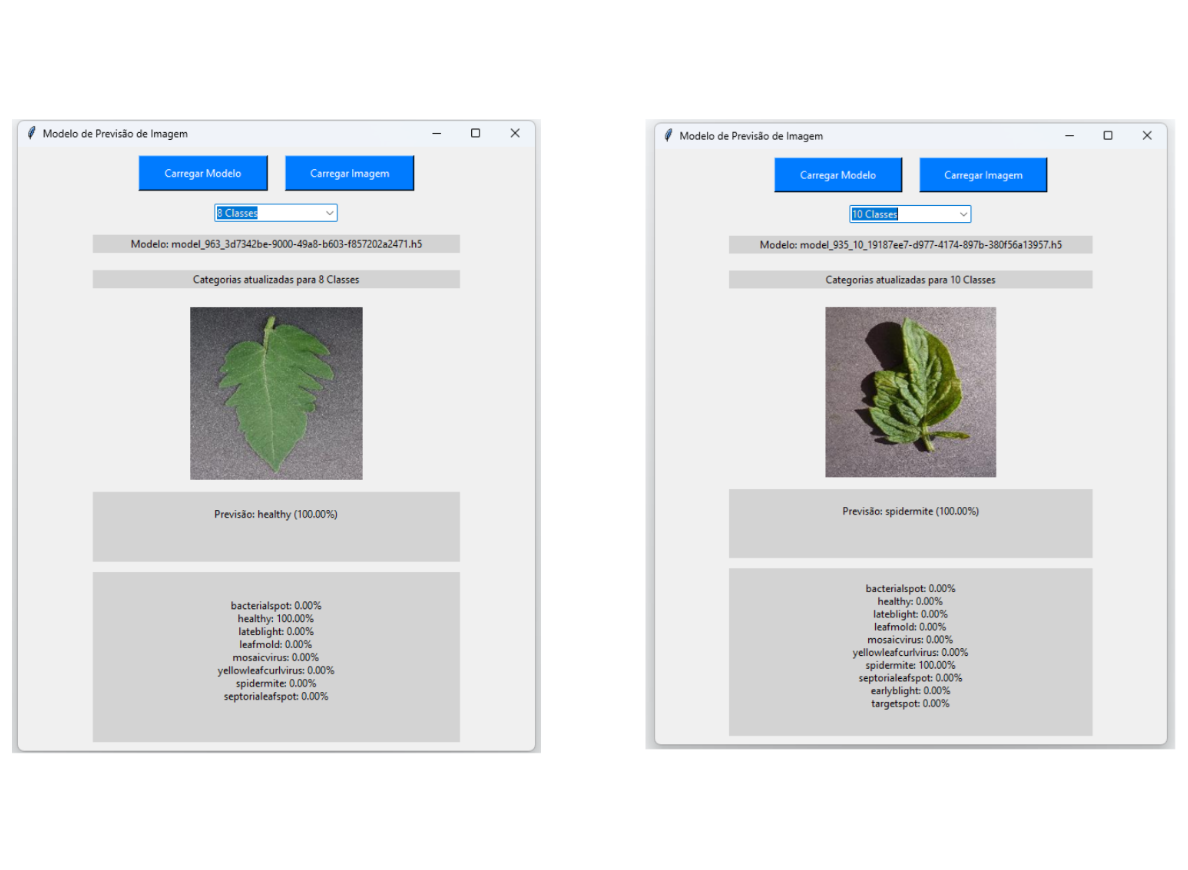 Modelo de Previsão de Imagem
Carregar Modelo
Carregar Imagem
8 Classes
Modelo: model_963_3d7342be-9000-49a8-b603-f857202a2471.h5
Categorias atualizadas para 8 Classes
Previsão: healthy (100.00%)
bacterialspot: 0.00%
healthy: 100.00%
lateblight: 0.00%
leafmold: 0.00%
mosaicvirus: 0.00%
yellowleafcurlvirus: 0.00%
spidermite: 0.00%
septorialeafspot: 0.00%
Modelo de Previsão de Imagem
Carregar Modelo
Carregar Imagem
10 Classes
Modelo: model_935_10_19187ee7-d977-4174-897b-380f56a13957.h5
Categorias atualizadas para 10 Classes
Previsão: spidermite (100.00%)
bacterialspot: 0.00%
healthy: 0.00%
lateblight: 0.00%
leafmold: 0.00%
mosaicvirus: 0.00%
yellowleafcurlvirus: 0.00%
spidermite: 100.00%
septorialeafspot: 0.00%
earlyblight: 0.00%
targetspot: 0.00%